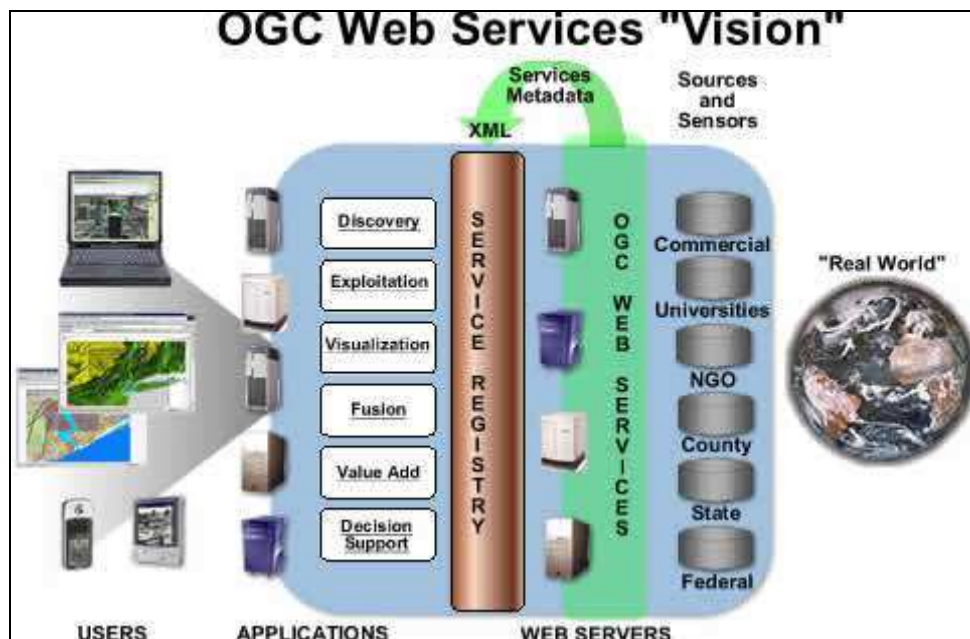 OGC Web Services "Vision"
Services
Metadata
Sources
and
Sensors
XML
Discovery
Exploitation
Visualization
Fusion
Value Add
Decision
Support
SERVICE REGISTRY
OGC WEB SERVICES
Commercial
Universities
NGO
County
State
Federal
"Real World"
USERS
APPLICATIONS
WEB SERVERS